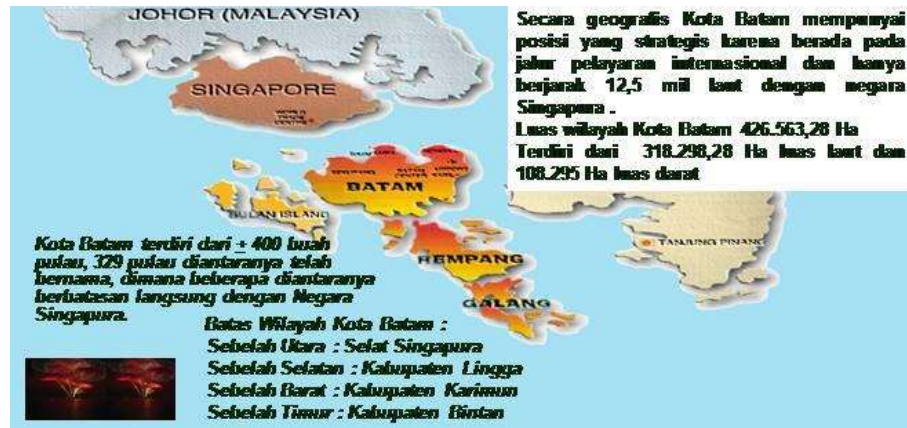 JOHOR (MALAYSIA)
SINGAPORE
WORLD
TRADE
CENTRE
BATAM
BULAN ISLAND
REMPANG
GALANG
TANJUNG PINANG
Secara geografis Kota Batam mempunyai
posisi yang strategis karena berada pada
jalur pelayaran internasional dan hanya
berjarak 12,5 mil laut dengan negara
Singapura .
Luas wilayah Kota Batam 426.563,28 Ha
Terdiri dari 318.298,28 Ha luas laut dan
108.295 Ha luas darat
Kota Batam terdiri dari ± 400 buah
pulau, 329 pulau diantaranya telah
bernama, dimana beberapa diantaranya
berbatasan langsung dengan Negara
Singapura.
Batas Wilayah Kota Batam :
Sebelah Utara : Selat Singapura
Sebelah Selatan : Kabupaten Lingga
Sebelah Barat : Kabupaten Karimun
Sebelah Timur : Kabupaten Bintan